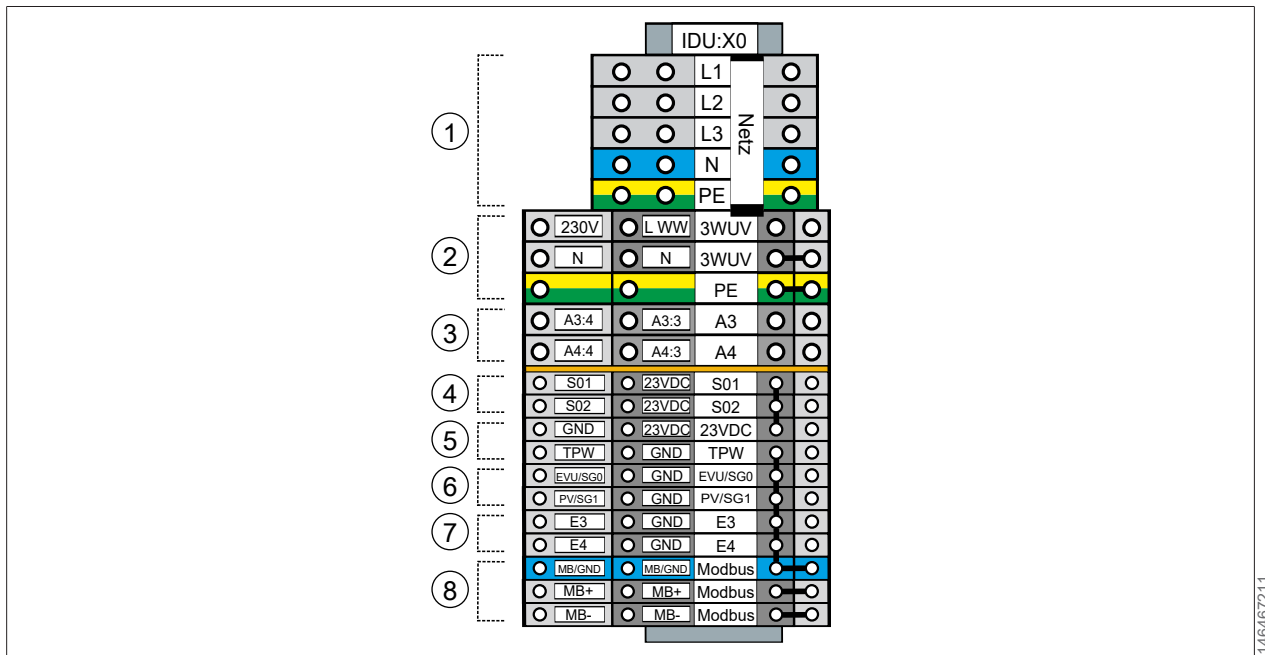 IDU:X0
L1
L2
L3
N
PE
Netz
1
230V L WW 3WUV
N N 3WUV
PE
2
A3:4 A3:3 A3
A4:4 A4:3 A4
3
S01 23VDC S01
S02 23VDC S02
4
GND 23VDC 23VDC
TPW GND TPW
5
EVU/SG0 GND EVU/SG0
PV/SG1 GND PV/SG1
6
E3 GND E3
E4 GND E4
7
MB/GND MB/GND Modbus
MB+ MB+ Modbus
MB- MB- Modbus
8